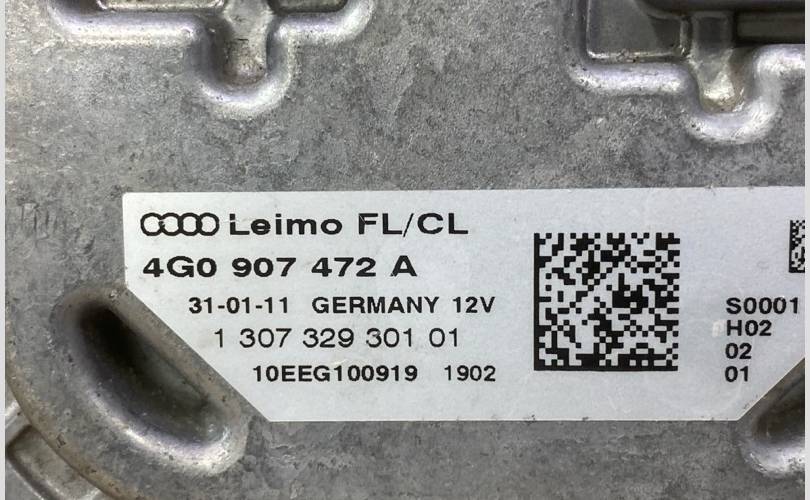 Leimo FL/CL
4G0 907 472 A
31-01-11 GERMANY 12V
1 307 329 301 01
10EEG100919 1902
S0001
H02
02
01